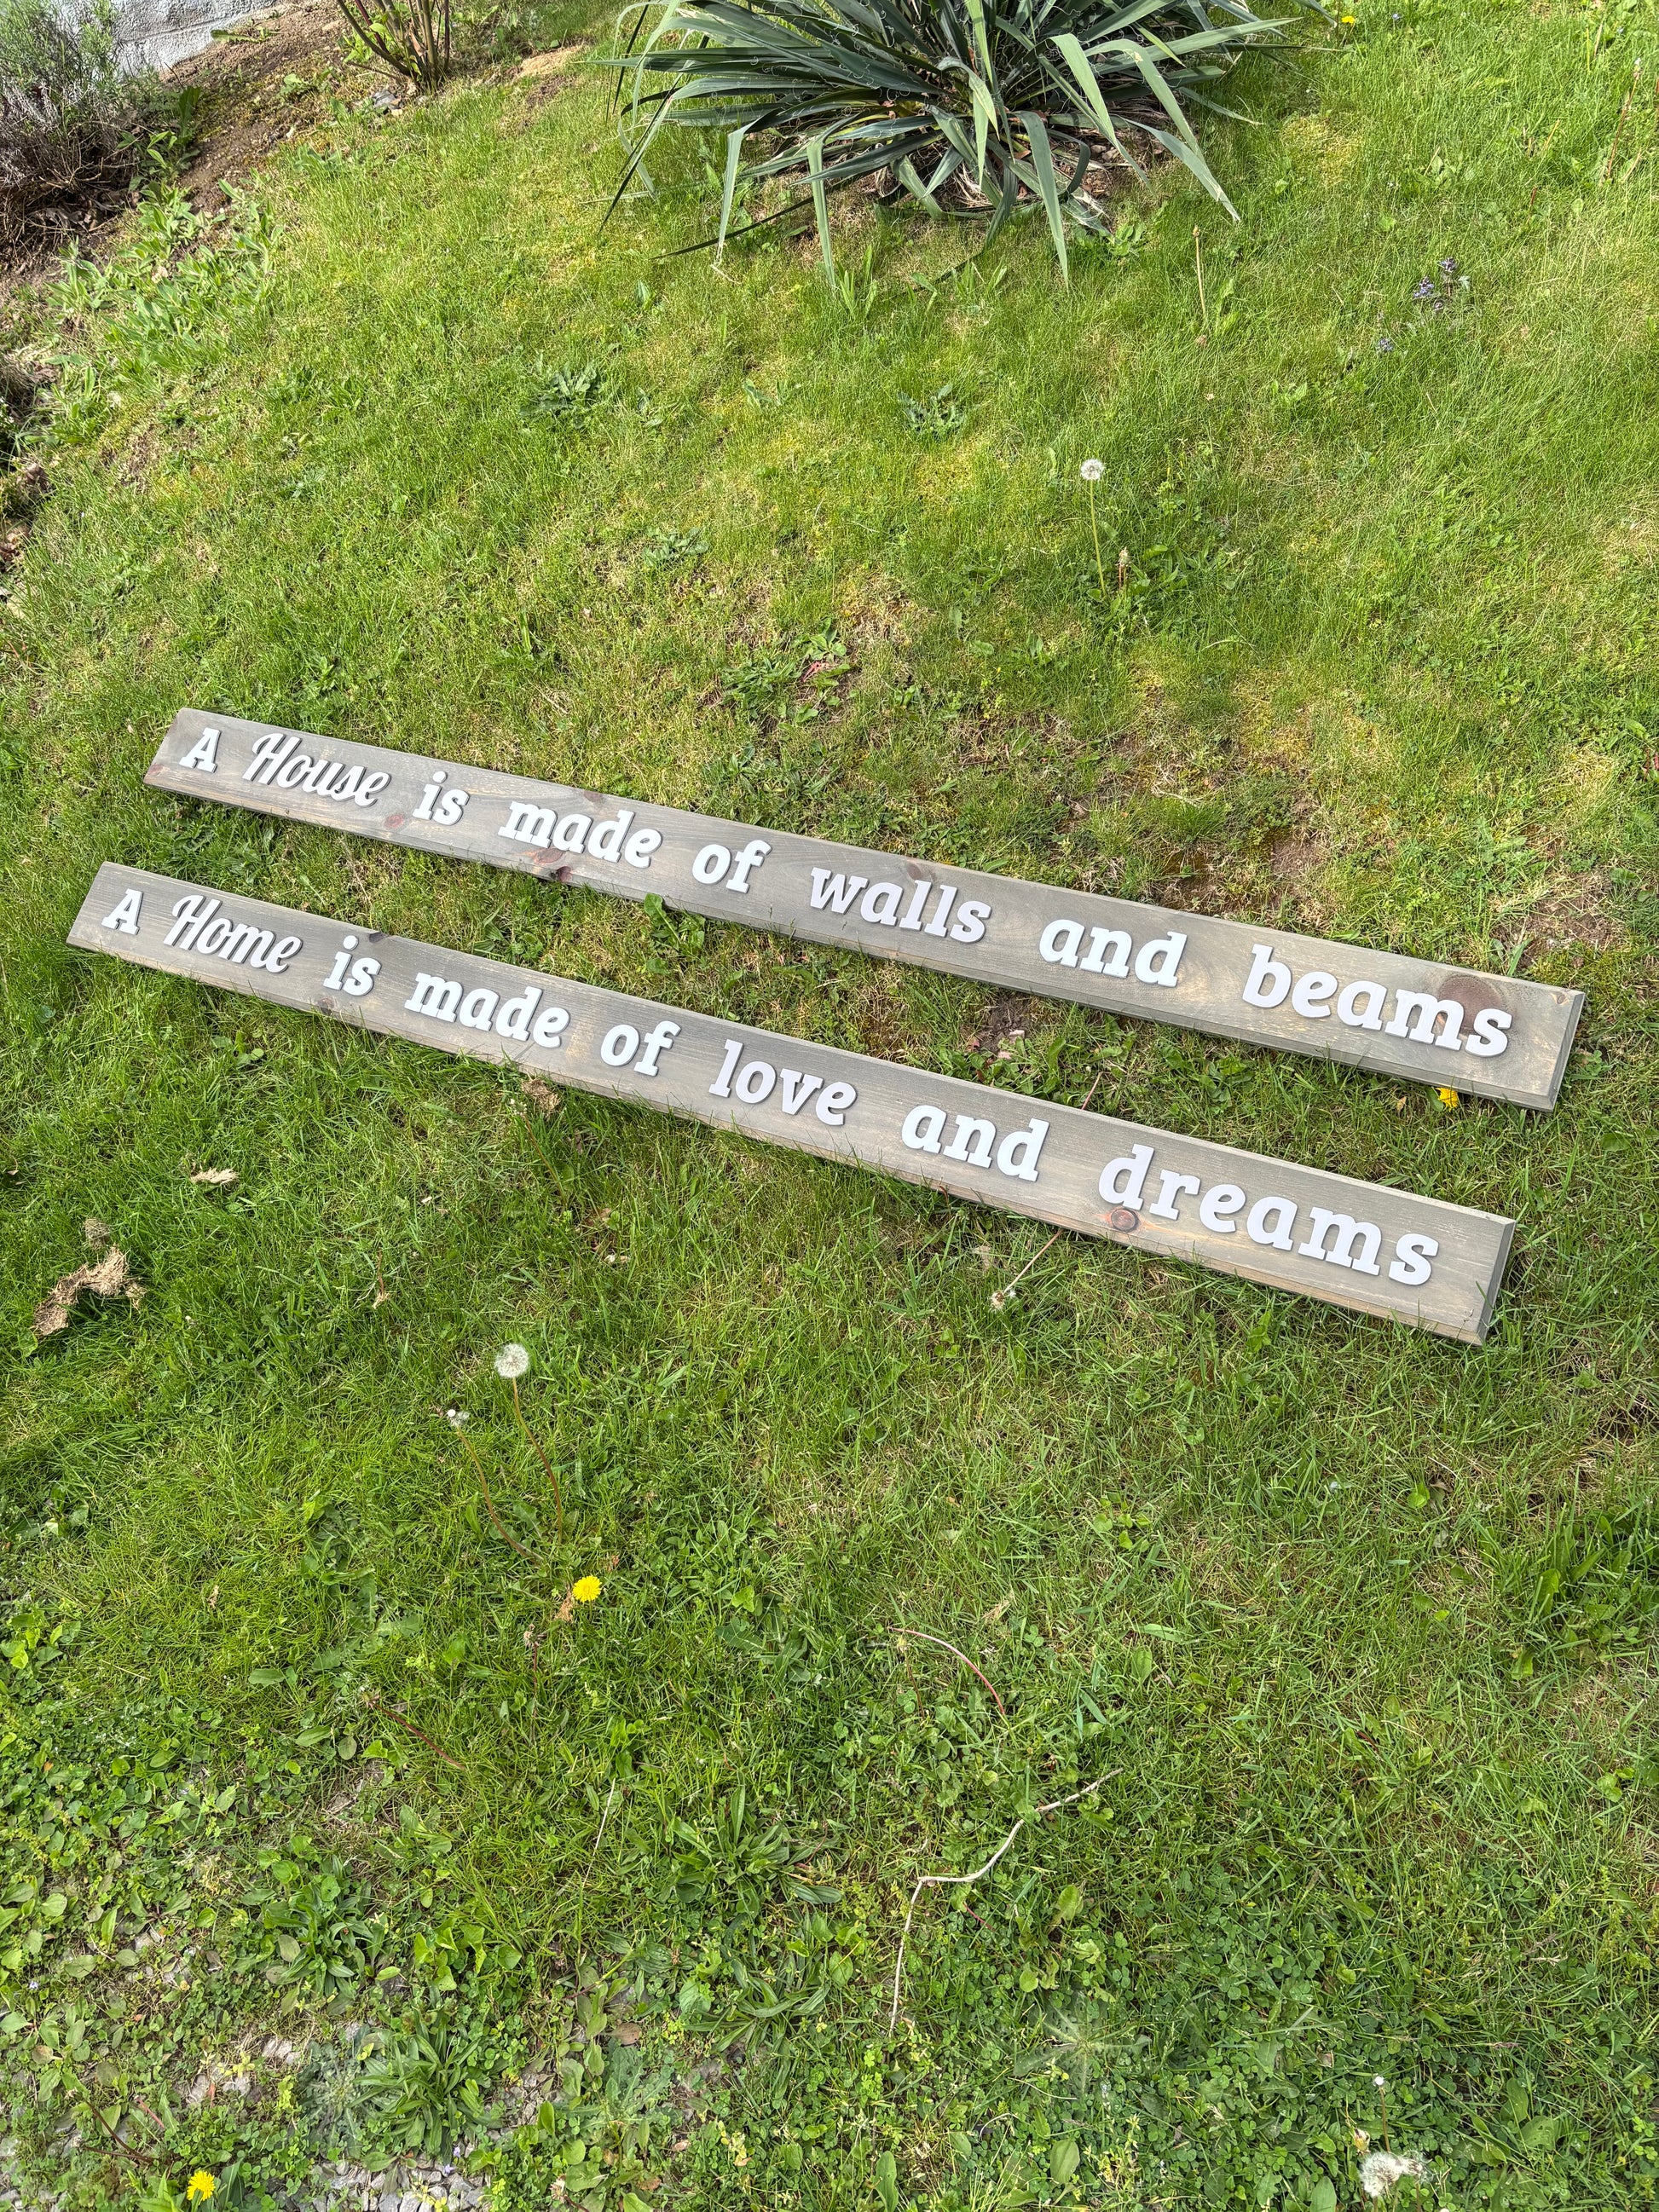 A House is made of walls and beams
A Home is made of love and dreams